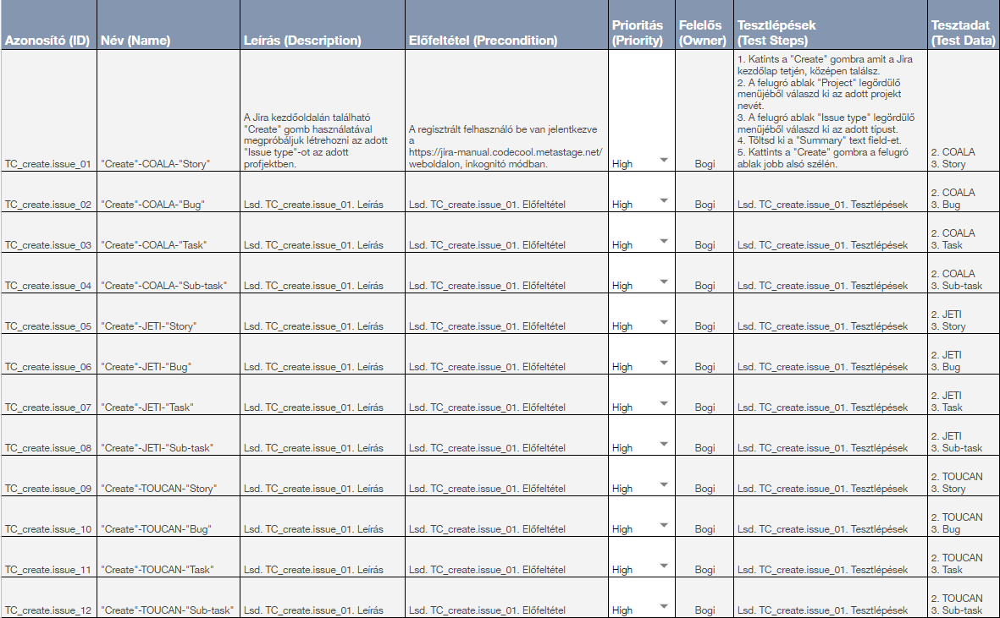 Azonosító (ID) Név (Name) Leírás (Description) Előfeltétel (Precondition) Prioritás (Priority) Felelős (Owner) Tesztlépések (Test Steps) Tesztadat (Test Data)
TC_create.issue_01
"Create"-COALA-"Story"
A Jira kezdőoldalán található
"Create" gomb használatával
megpróbáljuk létrehozni az adott
"Issue type"-ot az adott
profjektben.
A regisztrált felhasználó be van jelentkezve
a
https://jira-manual.codecool.metastage.net/
weboldalon, inkognitó módban.
High
Bogi
1. Katints a "Create" gombra amit a Jira
kezdőlap tetjén, középen találsz.
2. A felugró ablak "Project" legördülő
menüjéből válaszd ki az adott projekt
nevét.
3. A felugró ablak "Issue type" legördülő
menüjéből válaszd ki az adott típust.
4. Töltsd ki a "Summary" text field-et.
5. Kattints a "Create" gombra a felugró
ablak jobb alsó szélén.
2. COALA
3. Story
TC_create.issue_02 "Create"-COALA-"Bug" Lsd. TC_create.issue_01. Leírás Lsd. TC_create.issue_01. Előfeltétel High Bogi Lsd. TC_create.issue_01. Tesztlépések
2. COALA
3. Bug
TC_create.issue_03 "Create"-COALA-"Task" Lsd. TC_create.issue_01. Leírás Lsd. TC_create.issue_01. Előfeltétel High Bogi Lsd. TC_create.issue_01. Tesztlépések
2. COALA
3. Task
TC_create.issue_04 "Create"-COALA-"Sub-task" Lsd. TC_create.issue_01. Leírás Lsd. TC_create.issue_01. Előfeltétel High Bogi Lsd. TC_create.issue_01. Tesztlépések
2. COALA
3. Sub-task
TC_create.issue_05 "Create"-JETI-"Story" Lsd. TC_create.issue_01. Leírás Lsd. TC_create.issue_01. Előfeltétel High Bogi Lsd. TC_create.issue_01. Tesztlépések
2. JETI
3. Story
TC_create.issue_06 "Create"-JETI-"Bug" Lsd. TC_create.issue_01. Leírás Lsd. TC_create.issue_01. Előfeltétel High Bogi Lsd. TC_create.issue_01. Tesztlépések
2. JETI
3. Bug
TC_create.issue_07 "Create"-JETI-"Task" Lsd. TC_create.issue_01. Leírás Lsd. TC_create.issue_01. Előfeltétel High Bogi Lsd. TC_create.issue_01. Tesztlépések
2. JETI
3. Task
TC_create.issue_08 "Create"-JETI-"Sub-task" Lsd. TC_create.issue_01. Leírás Lsd. TC_create.issue_01. Előfeltétel High Bogi Lsd. TC_create.issue_01. Tesztlépések
2. JETI
3. Sub-task
TC_create.issue_09 "Create"-TOUCAN-"Story" Lsd. TC_create.issue_01. Leírás Lsd. TC_create.issue_01. Előfeltétel High Bogi Lsd. TC_create.issue_01. Tesztlépések
2. TOUCAN
3. Story
TC_create.issue_10 "Create"-TOUCAN-"Bug" Lsd. TC_create.issue_01. Leírás Lsd. TC_create.issue_01. Előfeltétel High Bogi Lsd. TC_create.issue_01. Tesztlépések
2. TOUCAN
3. Bug
TC_create.issue_11 "Create"-TOUCAN-"Task" Lsd. TC_create.issue_01. Leírás Lsd. TC_create.issue_01. Előfeltétel High Bogi Lsd. TC_create.issue_01. Tesztlépések
2. TOUCAN
3. Task
TC_create.issue_12 "Create"-TOUCAN-"Sub-task" Lsd. TC_create.issue_01. Leírás Lsd. TC_create.issue_01. Előfeltétel High Bogi Lsd. TC_create.issue_01. Tesztlépések
2. TOUCAN
3. Sub-task